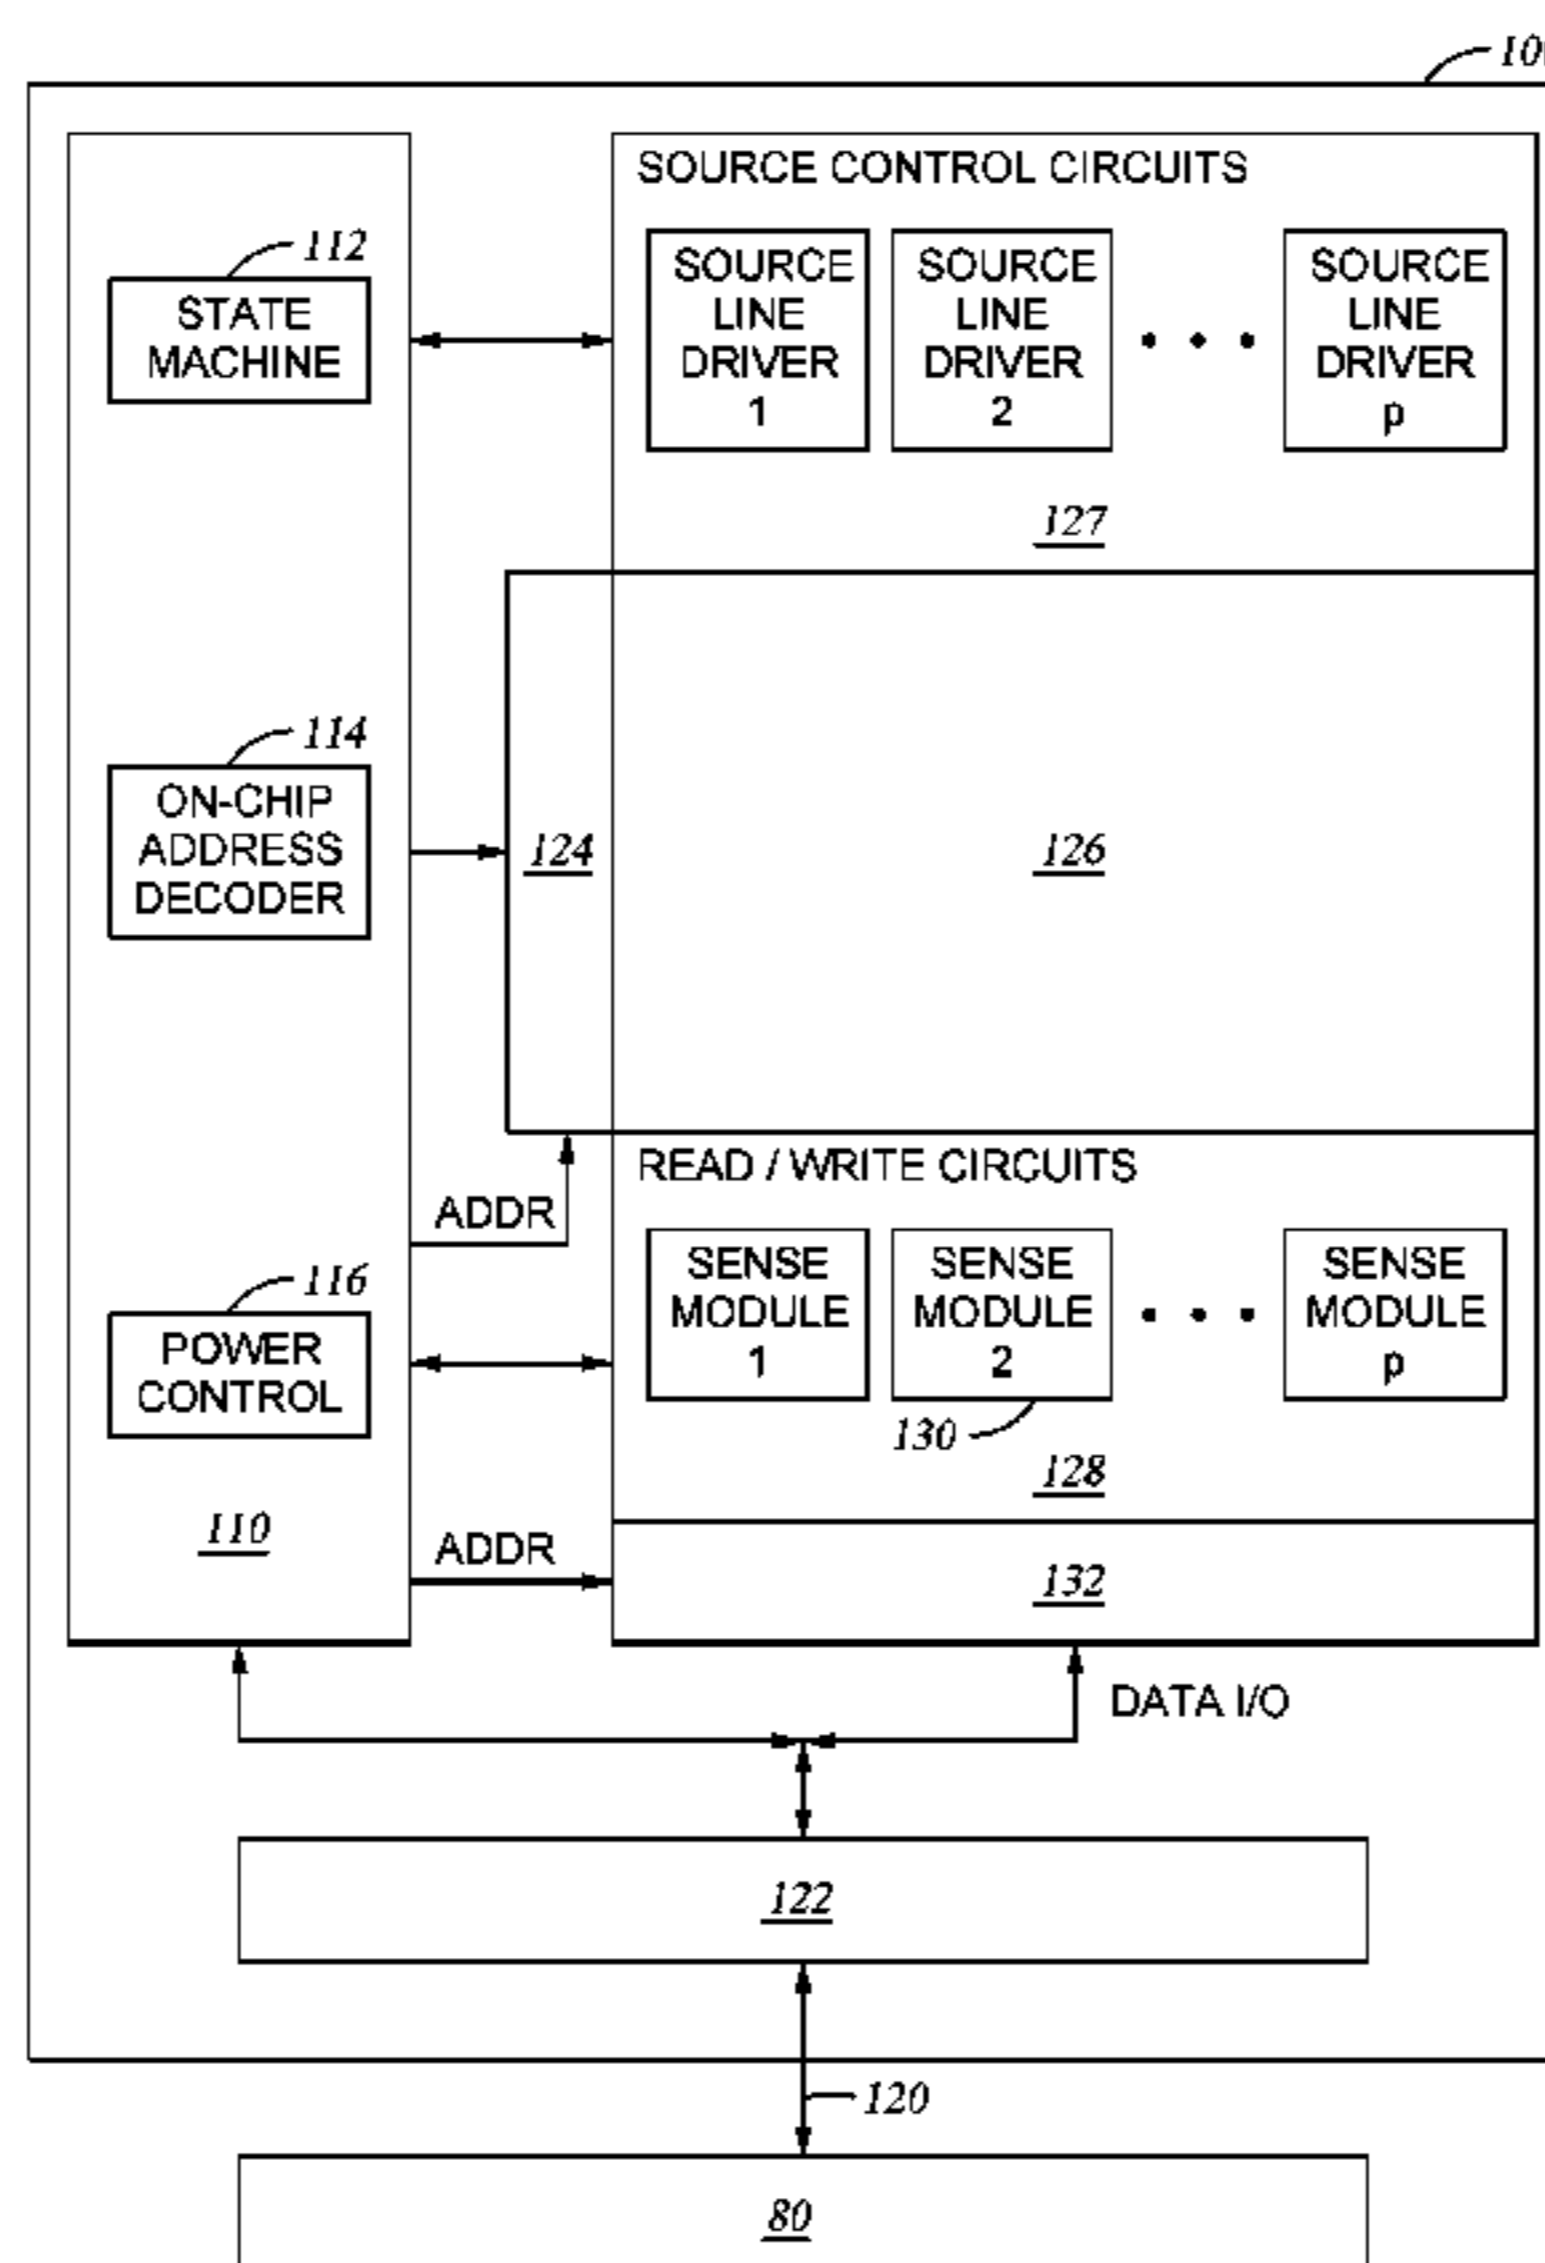 112
STATE
MACHINE
114
ON-CHIP
ADDRESS
DECODER
116
POWER
CONTROL
110
SOURCE CONTROL CIRCUITS
SOURCE
LINE
DRIVER
1
SOURCE
LINE
DRIVER
2
• • •
SOURCE
LINE
DRIVER
p
127
124
126
ADDR
READ / WRITE CIRCUITS
SENSE
MODULE
1
SENSE
MODULE
2
• • •
SENSE
MODULE
p
130
128
ADDR
132
DATA I/O
122
120
80